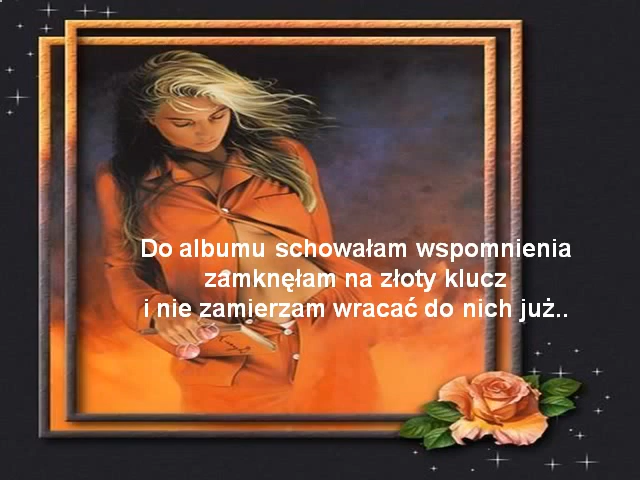 Do albumu schowałam wspomnienia
zamknęłam na złoty klucz
i nie zamierzam wracać do nich już..